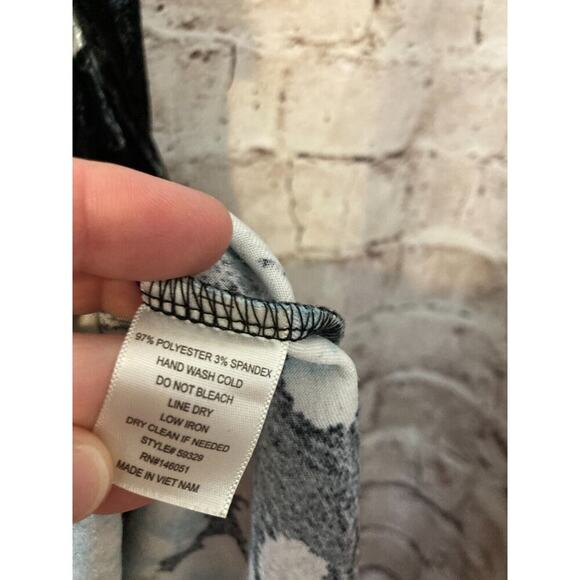 97% POLYESTER 3% SPANDEX
HAND WASH COLD
DO NOT BLEACH
LINE DRY
LOW IRON
DRY CLEAN IF NEEDED
STYLE# 59329
RN#146051
MADE IN VIET NAM